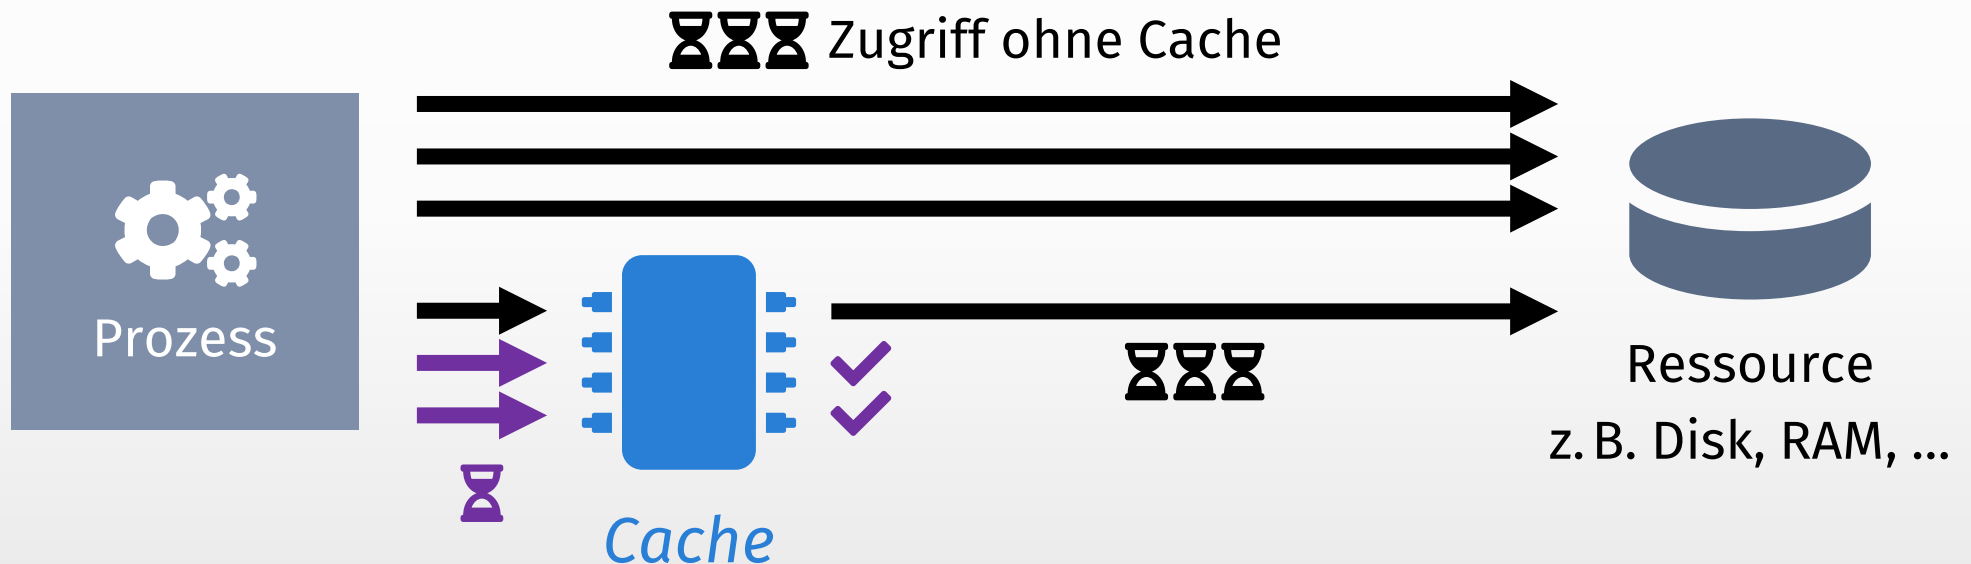 Zugriff ohne Cache
Prozess
Ressource
z. B. Disk, RAM, ...
Cache